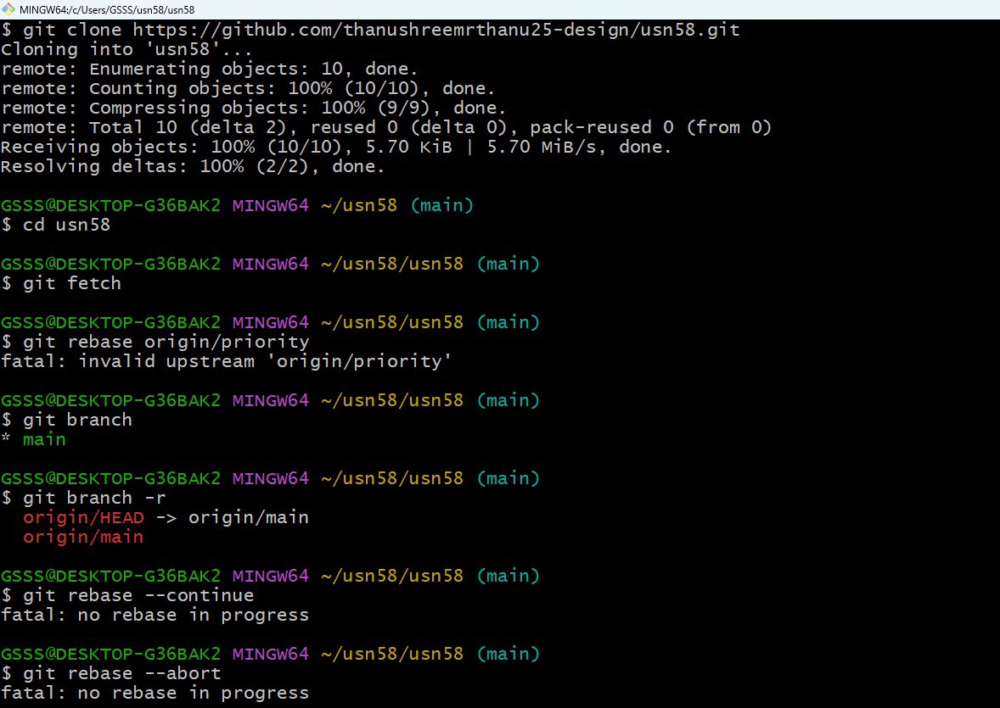 MINGW64:/c/Users/GSSS/usn58/usn58
$ git clone https://github.com/thanushreemrthanu25-design/usn58.git
Cloning into 'usn58'...
remote: Enumerating objects: 10, done.
remote: Counting objects: 100% (10/10), done.
remote: Compressing objects: 100% (9/9), done.
remote: Total 10 (delta 2), reused 0 (delta 0), pack-reused 0 (from 0)
Receiving objects: 100% (10/10), 5.70 KiB | 5.70 MiB/s, done.
Resolving deltas: 100% (2/2), done.
GSSS@DESKTOP-G36BAK2 MINGW64 ~/usn58 (main)
$ cd usn58
GSSS@DESKTOP-G36BAK2 MINGW64 ~/usn58/usn58 (main)
$ git fetch
GSSS@DESKTOP-G36BAK2 MINGW64 ~/usn58/usn58 (main)
$ git rebase origin/priority
fatal: invalid upstream 'origin/priority'
GSSS@DESKTOP-G36BAK2 MINGW64 ~/usn58/usn58 (main)
$ git branch
* main
GSSS@DESKTOP-G36BAK2 MINGW64 ~/usn58/usn58 (main)
$ git branch -r
origin/HEAD -> origin/main
origin/main
GSSS@DESKTOP-G36BAK2 MINGW64 ~/usn58/usn58 (main)
$ git rebase --continue
fatal: no rebase in progress
GSSS@DESKTOP-G36BAK2 MINGW64 ~/usn58/usn58 (main)
$ git rebase --abort
fatal: no rebase in progress